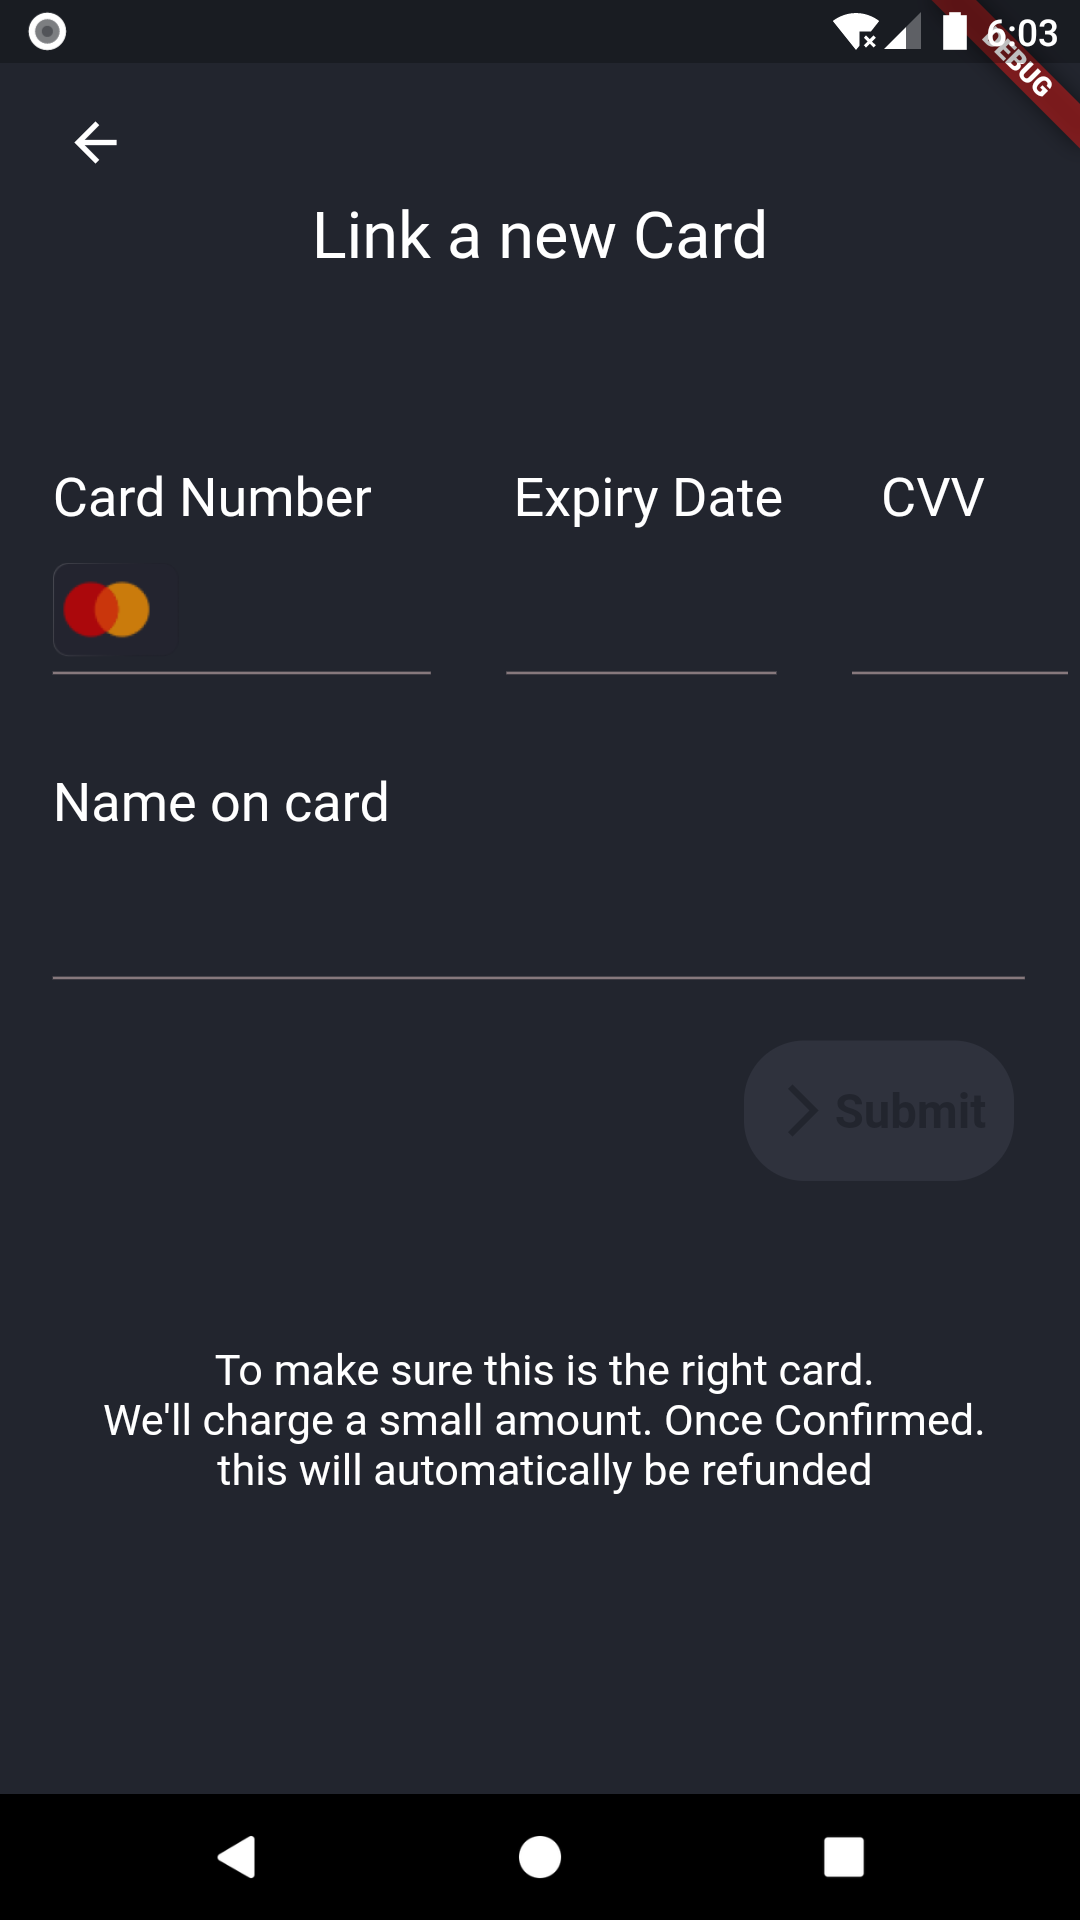 6:03
DEBUG
Link a new Card
Card Number Expiry Date CVV
Name on card
Submit
To make sure this is the right card.
We'll charge a small amount. Once Confirmed.
this will automatically be refunded